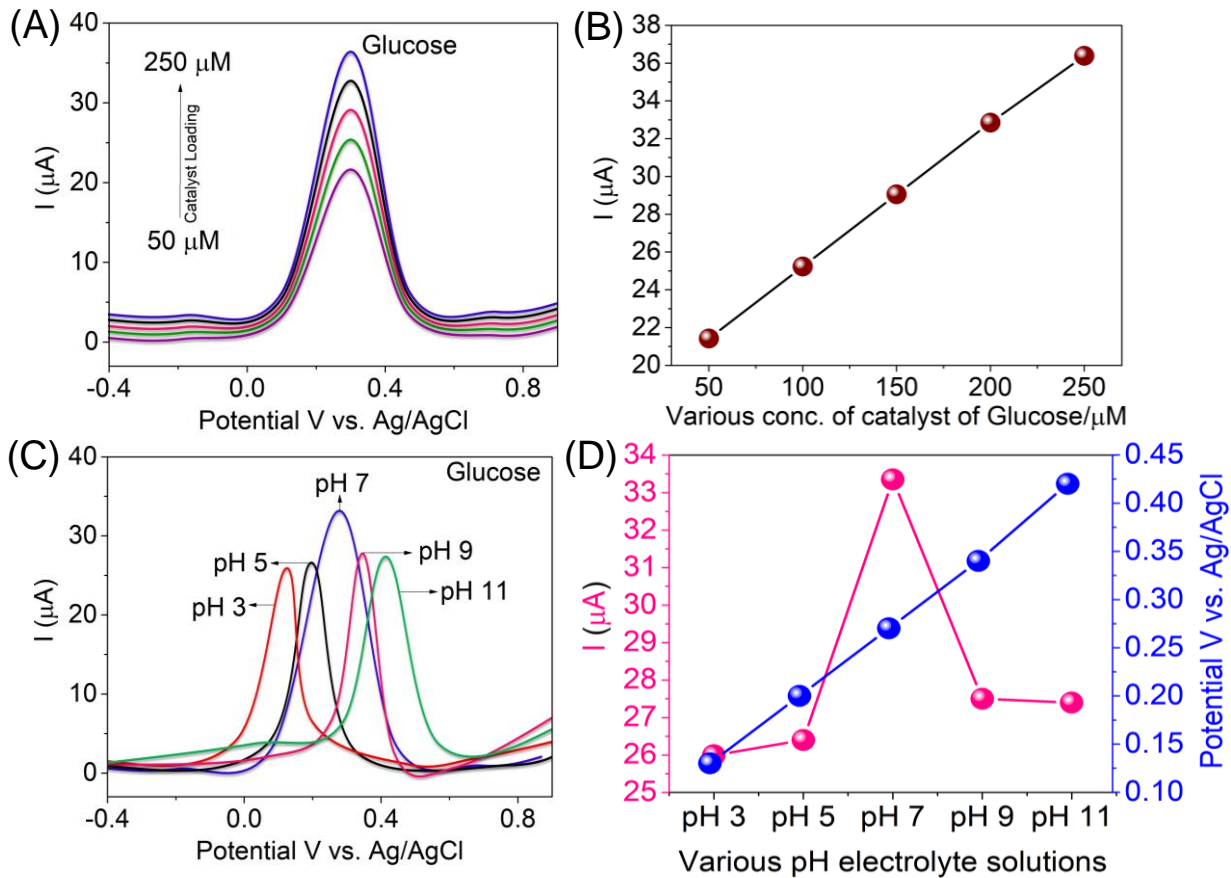 (A)
40
30
20
10
0
I (μA)
Glucose
250 μM
Catalyst Loading
50 μM
-0.4
0.0
0.4
0.8
Potential V vs. Ag/AgCl
(B)
38
36
34
32
30
28
26
24
22
20
I (μA)
50
100
150
200
250
Various conc. of catalyst of Glucose/μM
(C)
40
30
20
10
0
I (μA)
Glucose
pH 7
pH 5
pH 9
pH 3
pH 11
-0.4
0.0
0.4
0.8
Potential V vs. Ag/AgCl
(D)
34
33
32
31
30
29
28
27
26
25
I (μA)
0.45
0.40
0.35
0.30
0.25
0.20
0.15
0.10
Potential V vs. Ag/AgCl
pH 3
pH 5
pH 7
pH 9
pH 11
Various pH electrolyte solutions